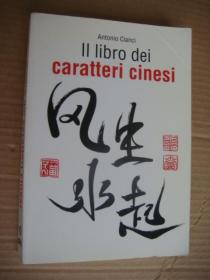 Antonio Cianci
Il libro dei
caratteri cinesi
风生
水起